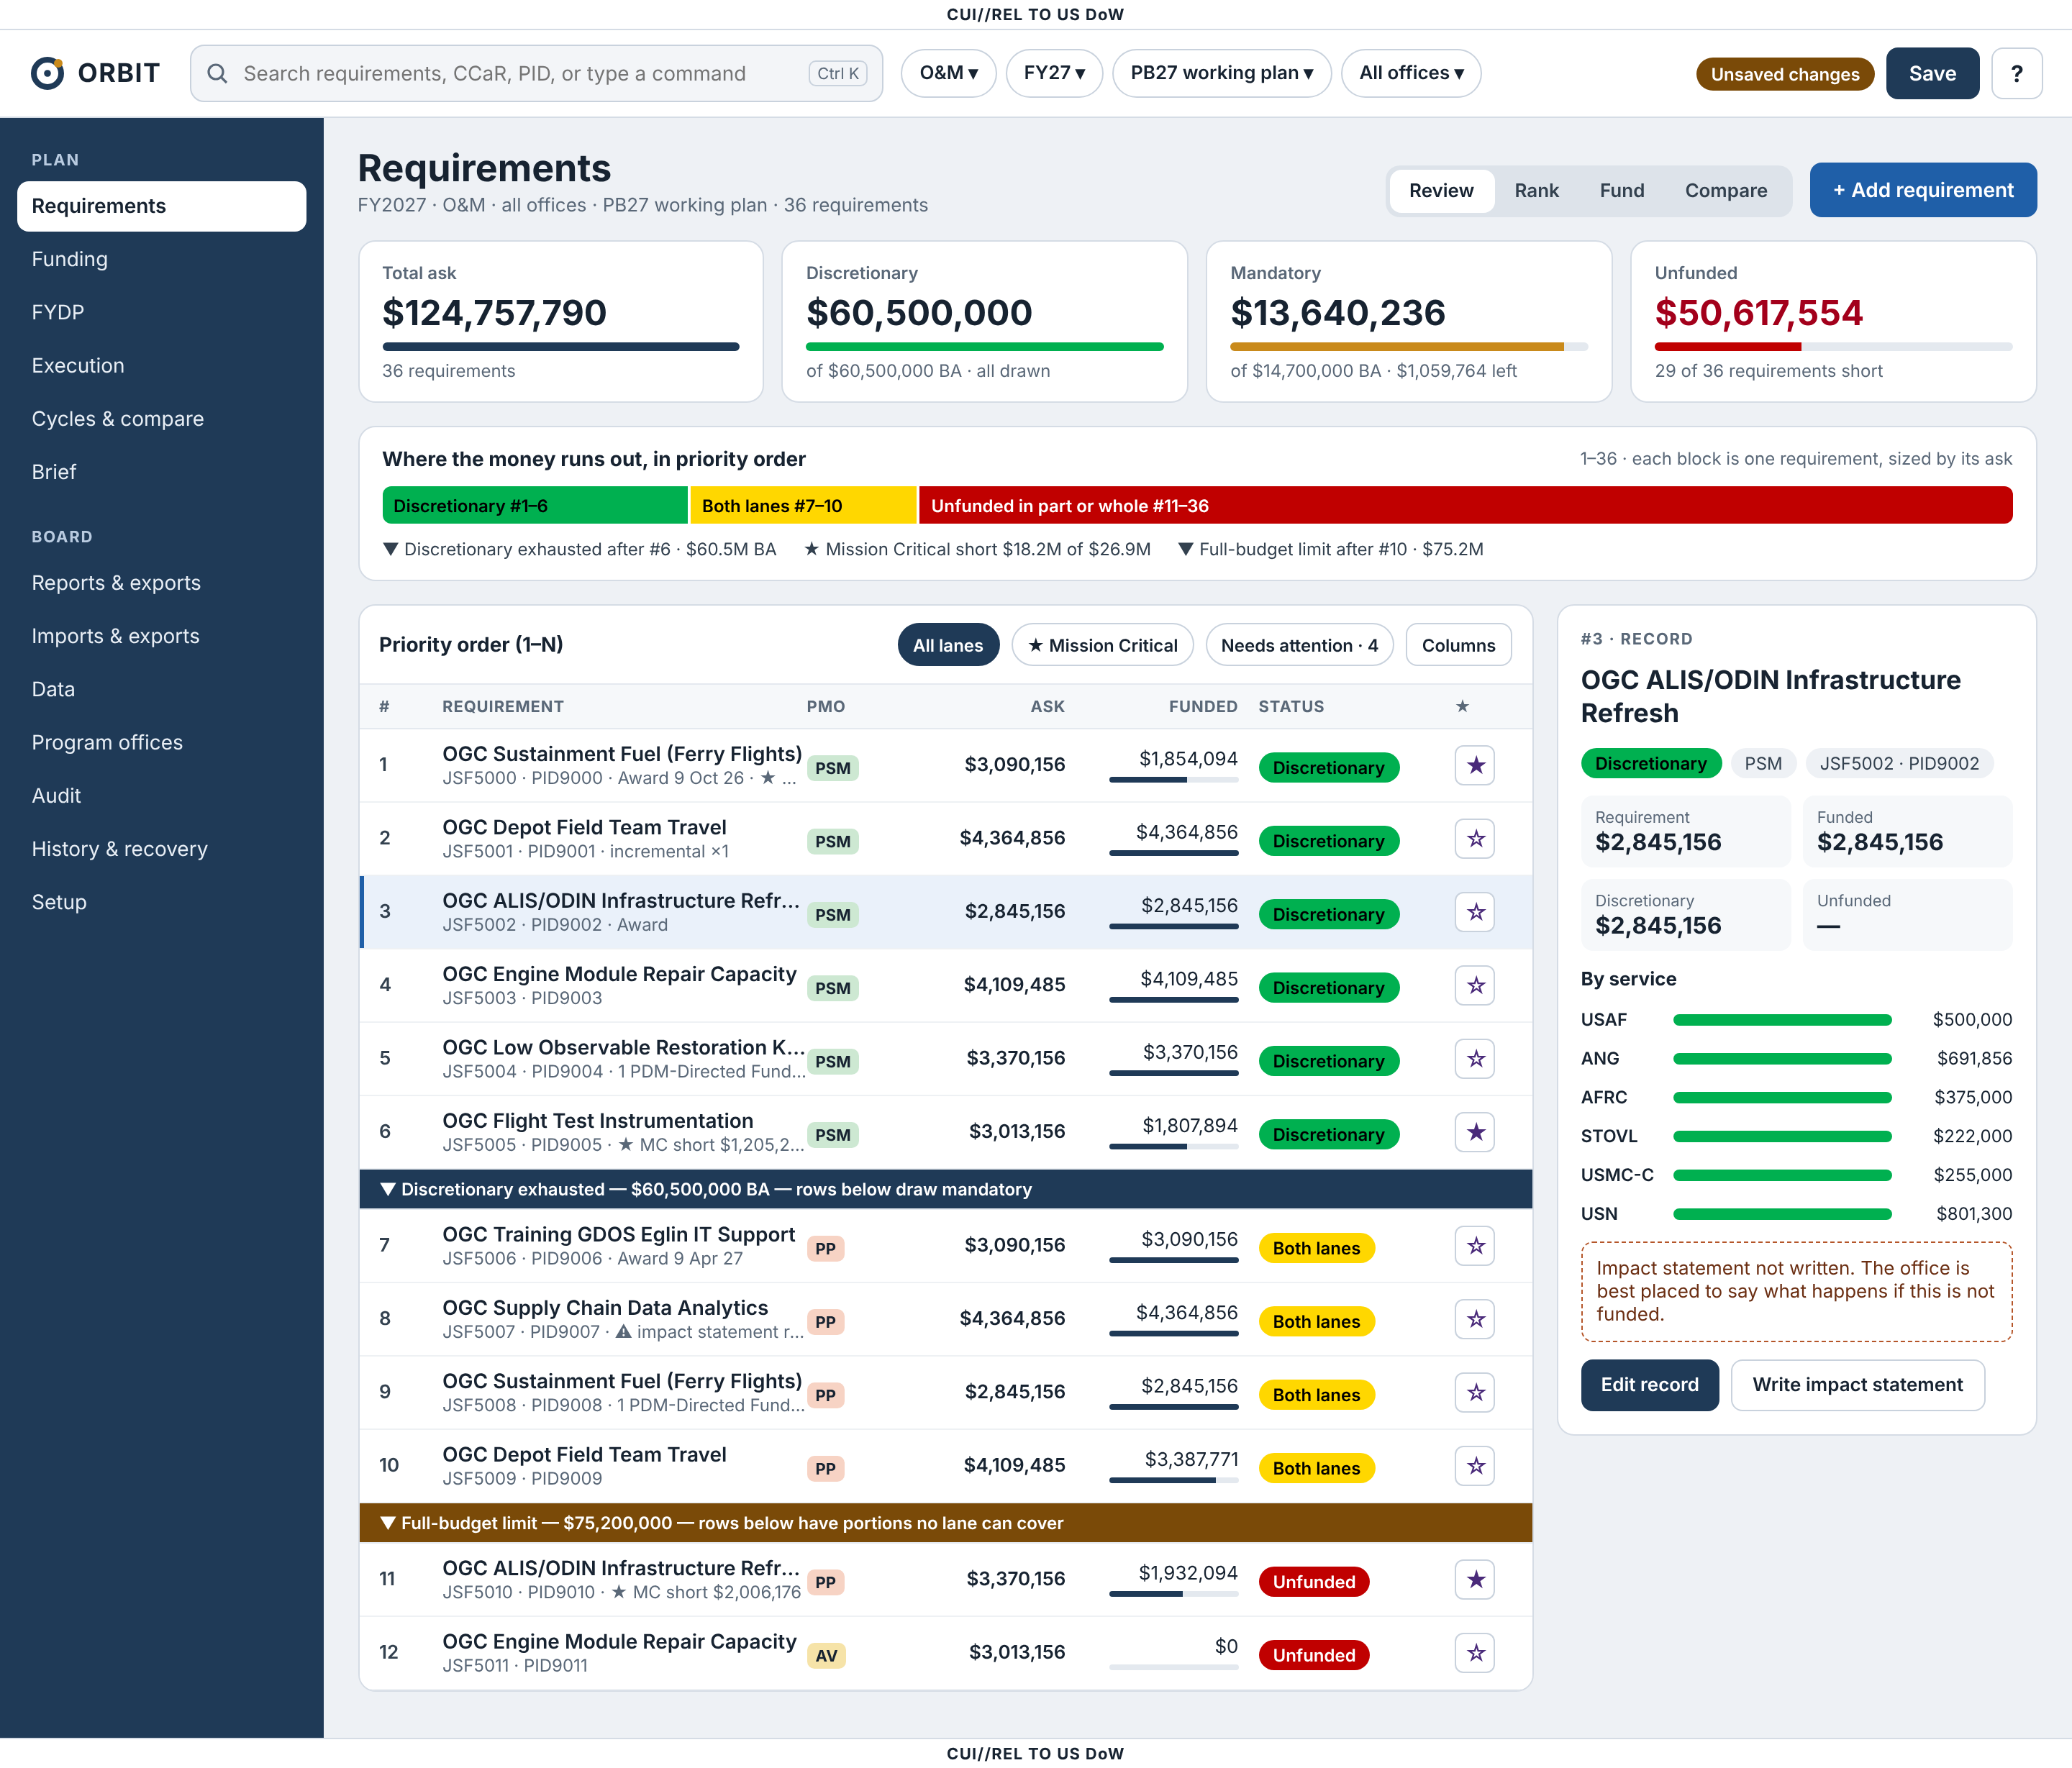 CUI//REL TO US DoW
ORBIT
Search requirements, CCaR, PID, or type a command
Ctrl K
O&M ▾
FY27 ▾
PB27 working plan ▾
All offices ▾
Unsaved changes
Save
?
PLAN
Requirements
Funding
FYDP
Execution
Cycles & compare
Brief
BOARD
Reports & exports
Imports & exports
Data
Program offices
Audit
History & recovery
Setup
Requirements
FY2027 · O&M · all offices · PB27 working plan · 36 requirements
Review
Rank
Fund
Compare
+ Add requirement
Total ask
$124,757,790
36 requirements
Discretionary
$60,500,000
of $60,500,000 BA · all drawn
Mandatory
$13,640,236
of $14,700,000 BA · $1,059,764 left
Unfunded
$50,617,554
29 of 36 requirements short
Where the money runs out, in priority order
1–36 · each block is one requirement, sized by its ask
Discretionary #1–6
Both lanes #7–10
Unfunded in part or whole #11–36
▼ Discretionary exhausted after #6 · $60.5M BA
★ Mission Critical short $18.2M of $26.9M
▼ Full-budget limit after #10 · $75.2M
Priority order (1–N)
All lanes
★ Mission Critical
Needs attention · 4
Columns
# REQUIREMENT PMO ASK FUNDED STATUS ★
1 OGC Sustainment Fuel (Ferry Flights) PSM $3,090,156 $1,854,094 Discretionary ★
JSF5000 · PID9000 · Award 9 Oct 26 · ★ …
2 OGC Depot Field Team Travel PSM $4,364,856 $4,364,856 Discretionary ☆
JSF5001 · PID9001 · incremental ×1
3 OGC ALIS/ODIN Infrastructure Refr… PSM $2,845,156 $2,845,156 Discretionary ☆
JSF5002 · PID9002 · Award
4 OGC Engine Module Repair Capacity PSM $4,109,485 $4,109,485 Discretionary ☆
JSF5003 · PID9003
5 OGC Low Observable Restoration K… PSM $3,370,156 $3,370,156 Discretionary ☆
JSF5004 · PID9004 · 1 PDM-Directed Fund…
6 OGC Flight Test Instrumentation PSM $3,013,156 $1,807,894 Discretionary ★
JSF5005 · PID9005 · ★ MC short $1,205,2…
▼ Discretionary exhausted — $60,500,000 BA — rows below draw mandatory
7 OGC Training GDOS Eglin IT Support PP $3,090,156 $3,090,156 Both lanes ☆
JSF5006 · PID9006 · Award 9 Apr 27
8 OGC Supply Chain Data Analytics PP $4,364,856 $4,364,856 Both lanes ☆
JSF5007 · PID9007 · ⚠ impact statement r…
9 OGC Sustainment Fuel (Ferry Flights) PP $2,845,156 $2,845,156 Both lanes ☆
JSF5008 · PID9008 · 1 PDM-Directed Fund…
10 OGC Depot Field Team Travel PP $4,109,485 $3,387,771 Both lanes ☆
JSF5009 · PID9009
▼ Full-budget limit — $75,200,000 — rows below have portions no lane can cover
11 OGC ALIS/ODIN Infrastructure Refr… PP $3,370,156 $1,932,094 Unfunded ★
JSF5010 · PID9010 · ★ MC short $2,006,176
12 OGC Engine Module Repair Capacity AV $3,013,156 $0 Unfunded ☆
JSF5011 · PID9011
#3 · RECORD
OGC ALIS/ODIN Infrastructure
Refresh
Discretionary
PSM
JSF5002 · PID9002
Requirement
$2,845,156
Funded
$2,845,156
Discretionary
$2,845,156
Unfunded
—
By service
USAF $500,000
ANG $691,856
AFRC $375,000
STOVL $222,000
USMC-C $255,000
USN $801,300
Impact statement not written. The office is
best placed to say what happens if this is not
funded.
Edit record
Write impact statement
CUI//REL TO US DoW